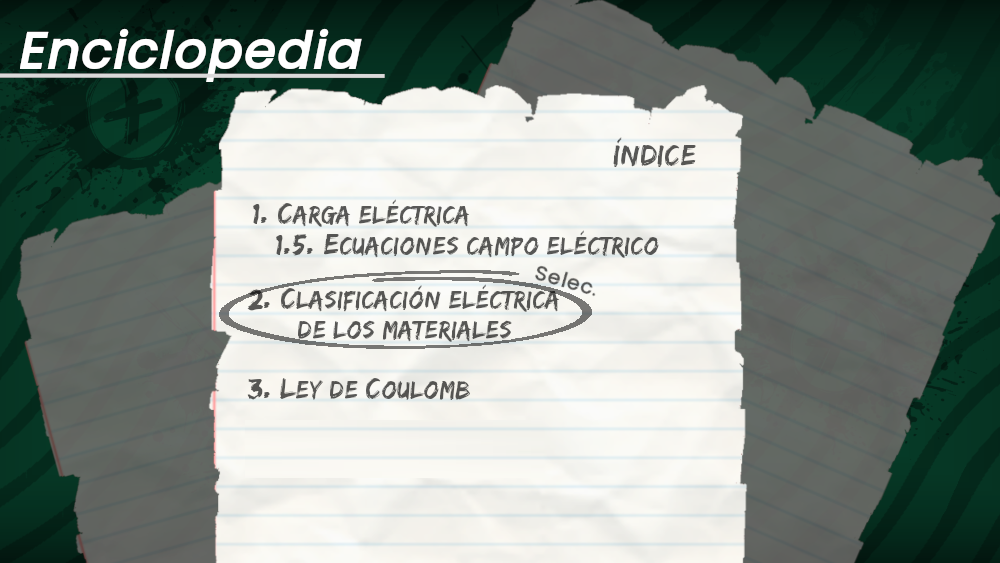 Enciclopedia
ÍNDICE
1. CARGA ELÉCTRICA
1.5. ECUACIONES CAMPO ELÉCTRICO
Selec.
2. CLASIFICACIÓN ELÉCTRICA
DE LOS MATERIALES
3. LEY DE COULOMB